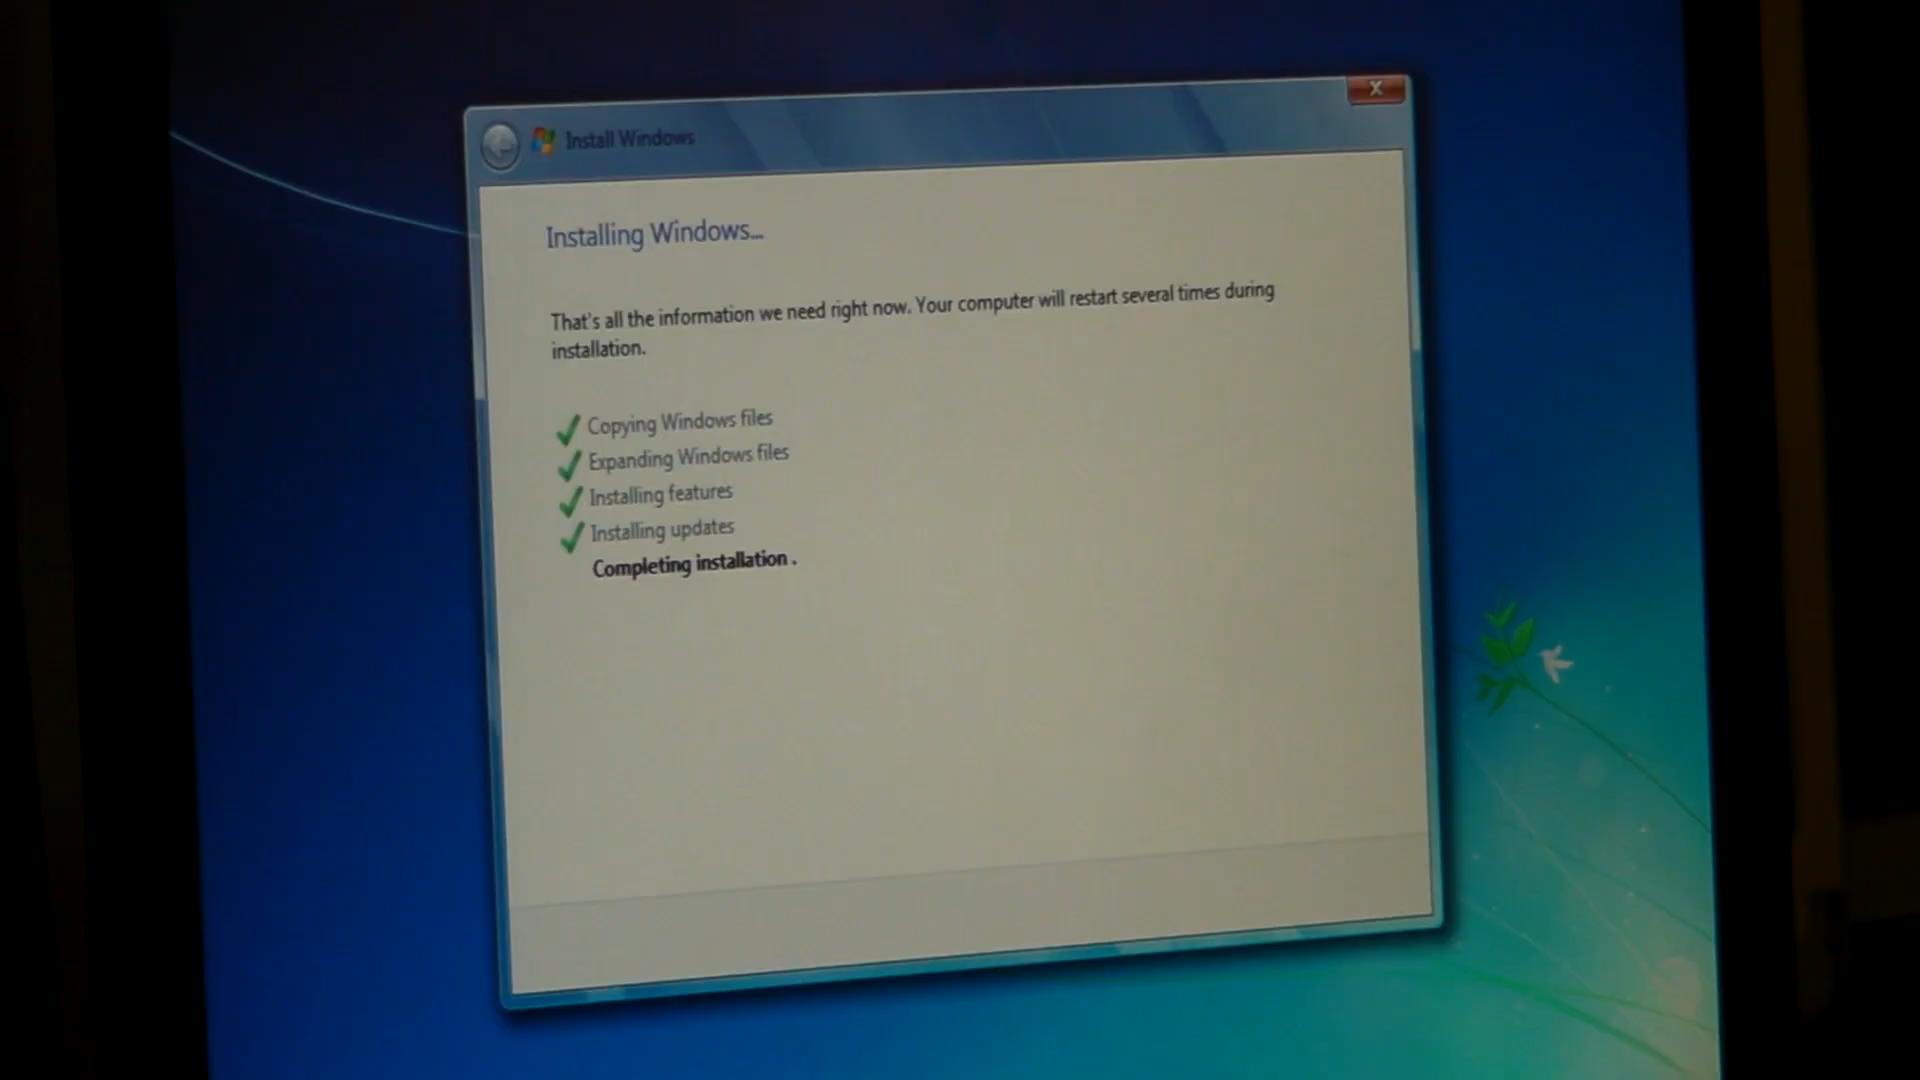 Install Windows
Installing Windows...
That's all the information we need right now. Your computer will restart several times during
installation.
Copying Windows files
Expanding Windows files
Installing features
Installing updates
Completing installation .